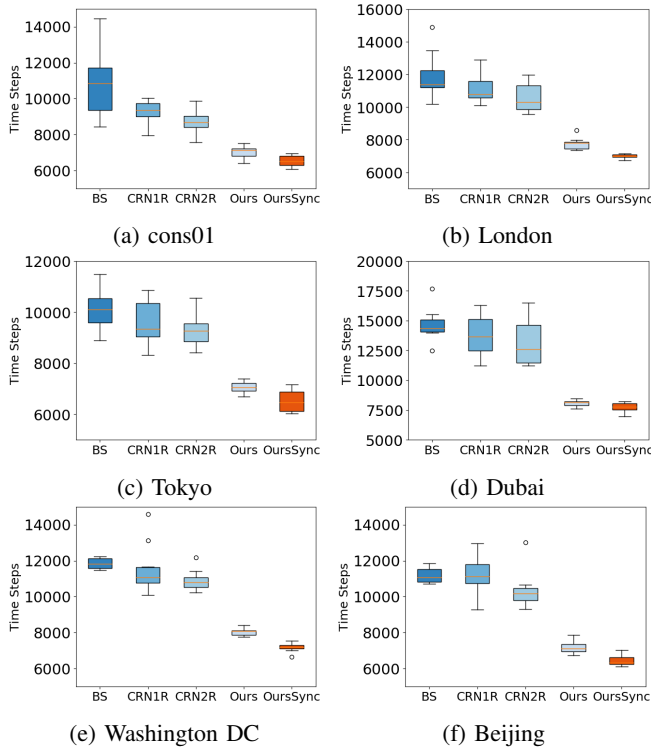 14000
12000
10000
8000
6000
Time Steps
BS CRN1R CRN2R Ours OursSync
(a) cons01
16000
14000
12000
10000
8000
6000
Time Steps
BS CRN1R CRN2R Ours OursSync
(b) London
12000
10000
8000
6000
Time Steps
BS CRN1R CRN2R Ours OursSync
(c) Tokyo
20000
17500
15000
12500
10000
7500
5000
Time Steps
BS CRN1R CRN2R Ours OursSync
(d) Dubai
14000
12000
10000
8000
6000
Time Steps
BS CRN1R CRN2R Ours OursSync
(e) Washington DC
14000
12000
10000
8000
6000
Time Steps
BS CRN1R CRN2R Ours OursSync
(f) Beijing